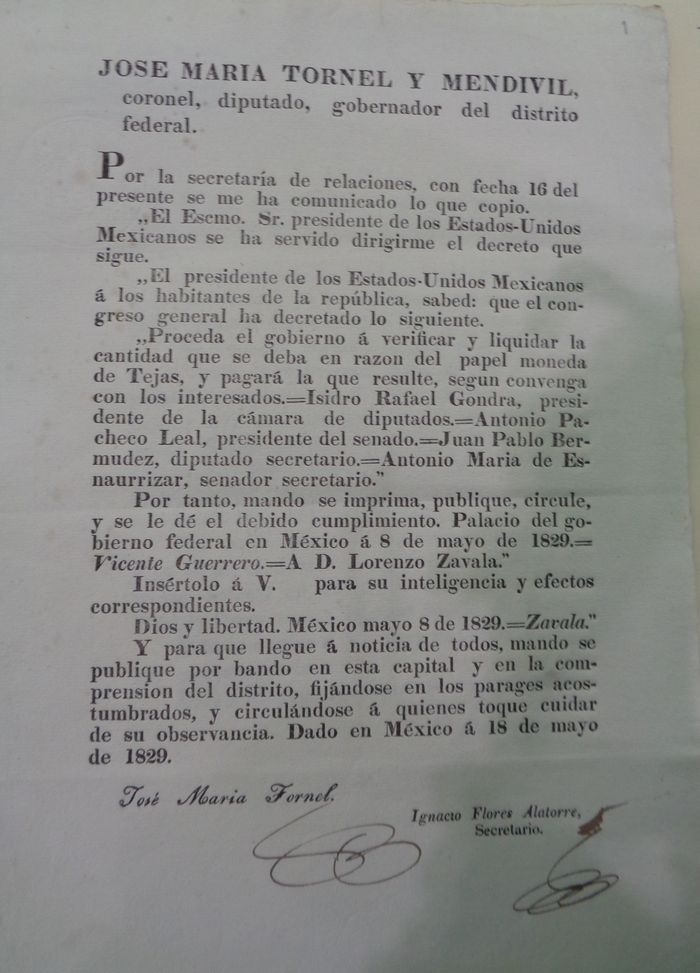 1
JOSE MARIA TORNEL Y MENDIVIL,
coronel, diputado, gobernador del distrito
federal.
Por la secretaría de relaciones, con fecha 16 del
presente se me ha comunicado lo que copio.
„El Escmo. Sr. presidente de los Estados-Unidos
Mexicanos se ha servido dirigirme el decreto que
sigue.
„El presidente de los Estados-Unidos Mexicanos
á los habitantes de la república, sabed: que el con-
greso general ha decretado lo siguiente.
„Proceda el gobierno á verificar y liquidar la
cantidad que se deba en razon del papel moneda
de Tejas, y pagará la que resulte, segun convenga
con los interesados.=Isidro Rafael Gondra, presi-
dente de la cámara de diputados.=Antonio Pa-
checo Leal, presidente del senado.=Juan Pablo Ber-
mudez, diputado secretario.=Antonio Maria de Es-
naurrizar, senador secretario."
Por tanto, mando se imprima, publique, circule,
y se le dé el debido cumplimiento. Palacio del go-
bierno federal en México á 8 de mayo de 1829.=
Vicente Guerrero.=A D. Lorenzo Zavala."
Insértolo á V. para su inteligencia y efectos
correspondientes.
Dios y libertad. México mayo 8 de 1829.=Zavala."
Y para que llegue á noticia de todos, mando se
publique por bando en esta capital y en la com-
prension del distrito, fijándose en los parages acos-
tumbrados, y circulándose á quienes toque cuidar
de su observancia. Dado en México á 18 de mayo
de 1829.
José Maria Tornel.
Ignacio Flores Alatorre,
Secretario.